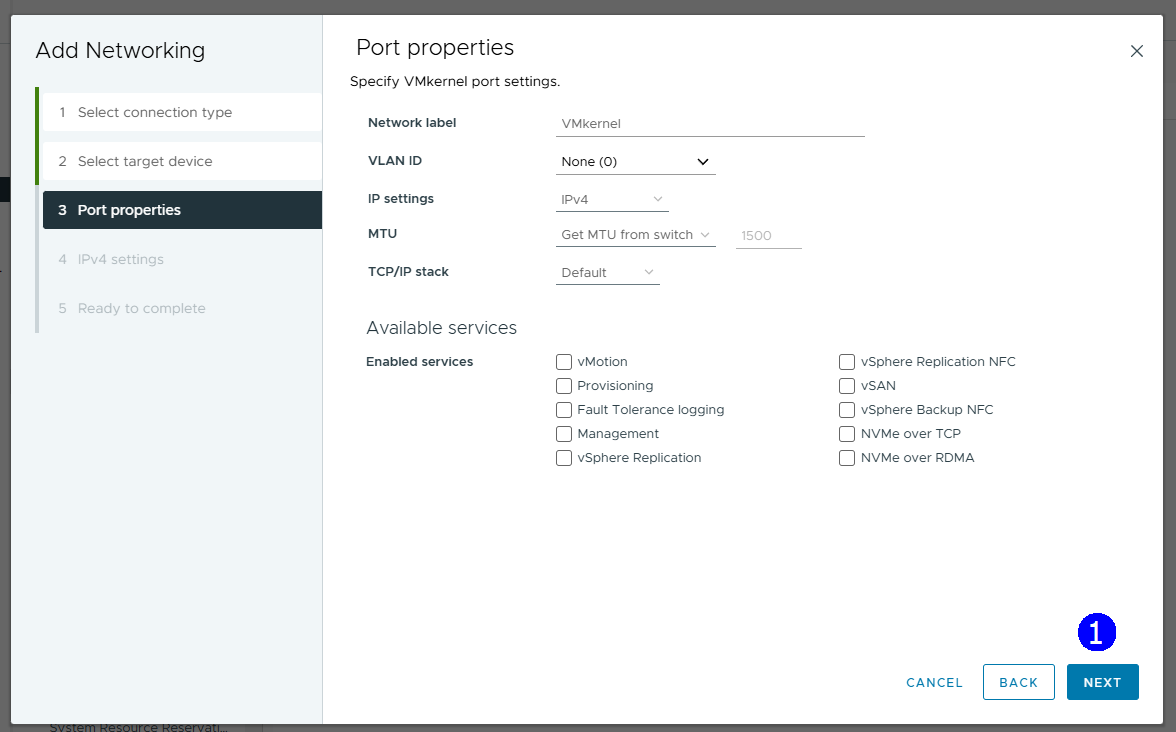 Add Networking
1 Select connection type
2 Select target device
3 Port properties
4 IPv4 settings
5 Ready to complete
Port properties
Specify VMkernel port settings.
Network label VMkernel
VLAN ID None (0)
IP settings IPv4
MTU Get MTU from switch 1500
TCP/IP stack Default
Available services
Enabled services
vMotion
Provisioning
Fault Tolerance logging
Management
vSphere Replication
vSphere Replication NFC
vSAN
vSphere Backup NFC
NVMe over TCP
NVMe over RDMA
1
CANCEL BACK NEXT
System Resource Reservati...